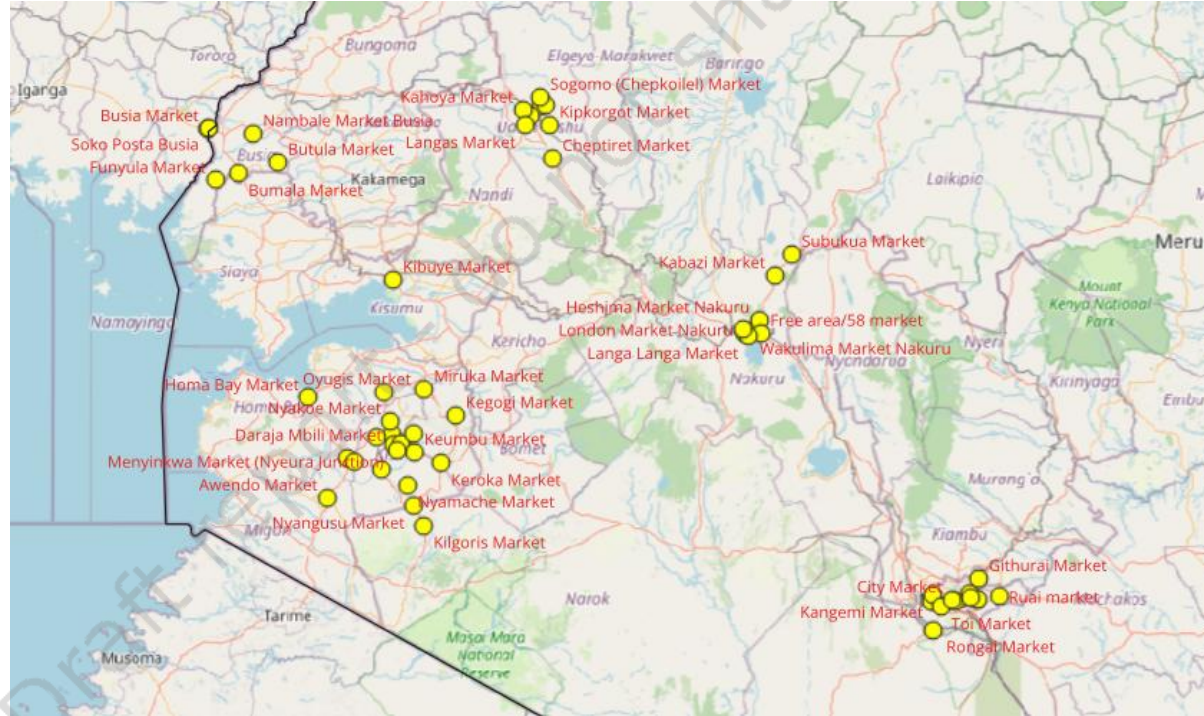 Bungoma
Elgeyo-Marakwet
Baringo
Tororo
Iganga
Sogomo (Chepkoilel) Market
Kahoya Market
Kipkorgot Market
Busia Market
Nambale Market Busia
Langas Market
Soko Posta Busia
Butula Market
Cheptiret Market
Funyula Market
Kakamega
Laikipia
Bumala Market
Nandi
Meru
Subukua Market
Kabazi Market
Siaya
Kibuye Market
Mount
Kenya National
Park
Kisumu
Heshima Market Nakuru
Namayingo
Free area/58 market
London Market Nakuru
Kericho
Nyeri
Langa Langa Market
Wakulima Market Nakuru
Nyandarua
Nakuru
Kirinyaga
Homa Bay Market
Oyugis Market
Miruka Market
Embu
Nyakoe Market
Kegogi Market
Daraja Mbili Market
Keumbu Market
Bomet
Menyinkwa Market (Nyeura Junction)
Keroka Market
Murang'a
Awendo Market
Nyamache Market
Nyangusu Market
Kilgoris Market
Kiambu
Githurai Market
City Market
Ruai market
Narok
Kangemi Market
Tarime
Toi Market
Masai Mara
National
Reserve
Rongai Market
Musoma